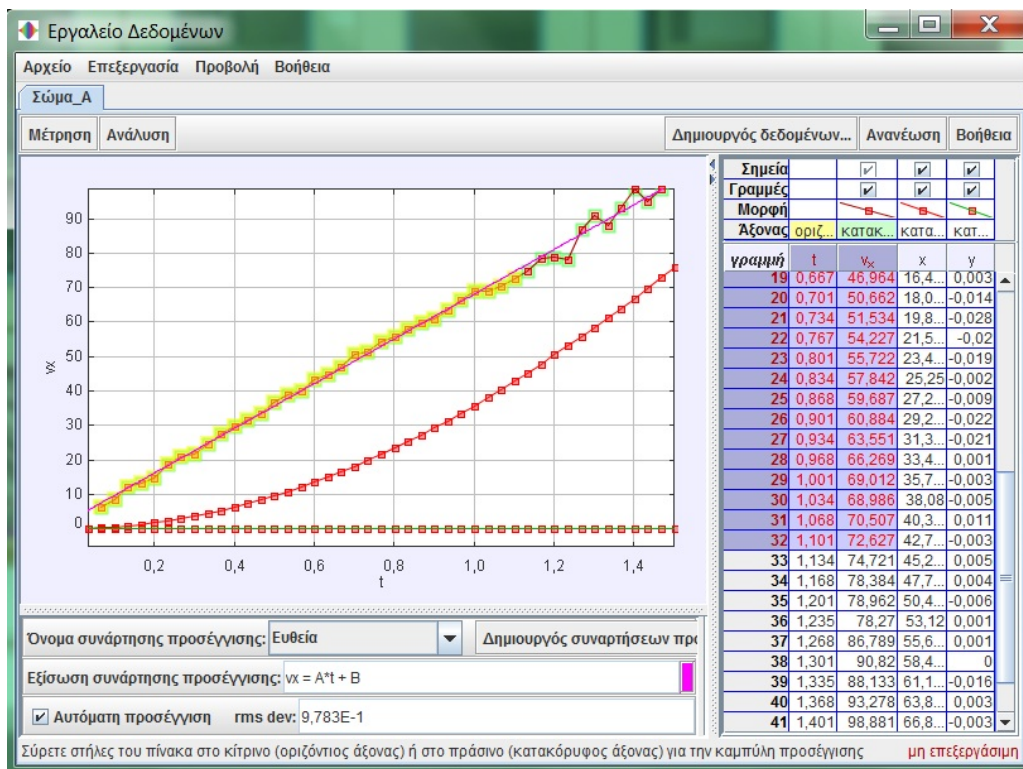 Εργαλείο Δεδομένων
Αρχείο Επεξεργασία Προβολή Βοήθεια
Σώμα_Α
Μέτρηση Ανάλυση Δημιουργός δεδομένων... Ανανέωση Βοήθεια
Σημεία
Γραμμές
Μορφή
Άξονας οριζ... κατακ... κατα... κατ...
γραμμή t vx x y
19 0,667 46,964 16,4... 0,003
20 0,701 50,662 18,0... -0,014
21 0,734 51,534 19,8... -0,028
22 0,767 54,227 21,5... -0,02
23 0,801 55,722 23,4... -0,019
24 0,834 57,842 25,25 -0,002
25 0,868 59,687 27,2... -0,009
26 0,901 60,884 29,2... -0,022
27 0,934 63,551 31,3... -0,021
28 0,968 66,269 33,4... 0,001
29 1,001 69,012 35,7... -0,003
30 1,034 68,986 38,08 -0,005
31 1,068 70,507 40,3... 0,011
32 1,101 72,627 42,7... -0,003
33 1,134 74,721 45,2... 0,005
34 1,168 78,384 47,7... 0,004
35 1,201 78,962 50,4... -0,006
36 1,235 78,27 53,12 0,001
37 1,268 86,789 55,6... 0,001
38 1,301 90,82 58,4... 0
39 1,335 88,133 61,1... -0,016
40 1,368 93,278 63,8... 0,003
41 1,401 98,881 66,8... -0,003
90
80
70
60
50
40
30
20
10
0
vx
0,2 0,4 0,6 0,8 1,0 1,2 1,4
t
Όνομα συνάρτησης προσέγγισης: Ευθεία Δημιουργός συναρτήσεων προ
Εξίσωση συνάρτησης προσέγγισης: vx = A*t + B
Αυτόματη προσέγγιση rms dev: 9,783E-1
Σύρετε στήλες του πίνακα στο κίτρινο (οριζόντιος άξονας) ή στο πράσινο (κατακόρυφος άξονας) για την καμπύλη προσέγγισης μη επεξεργάσιμη